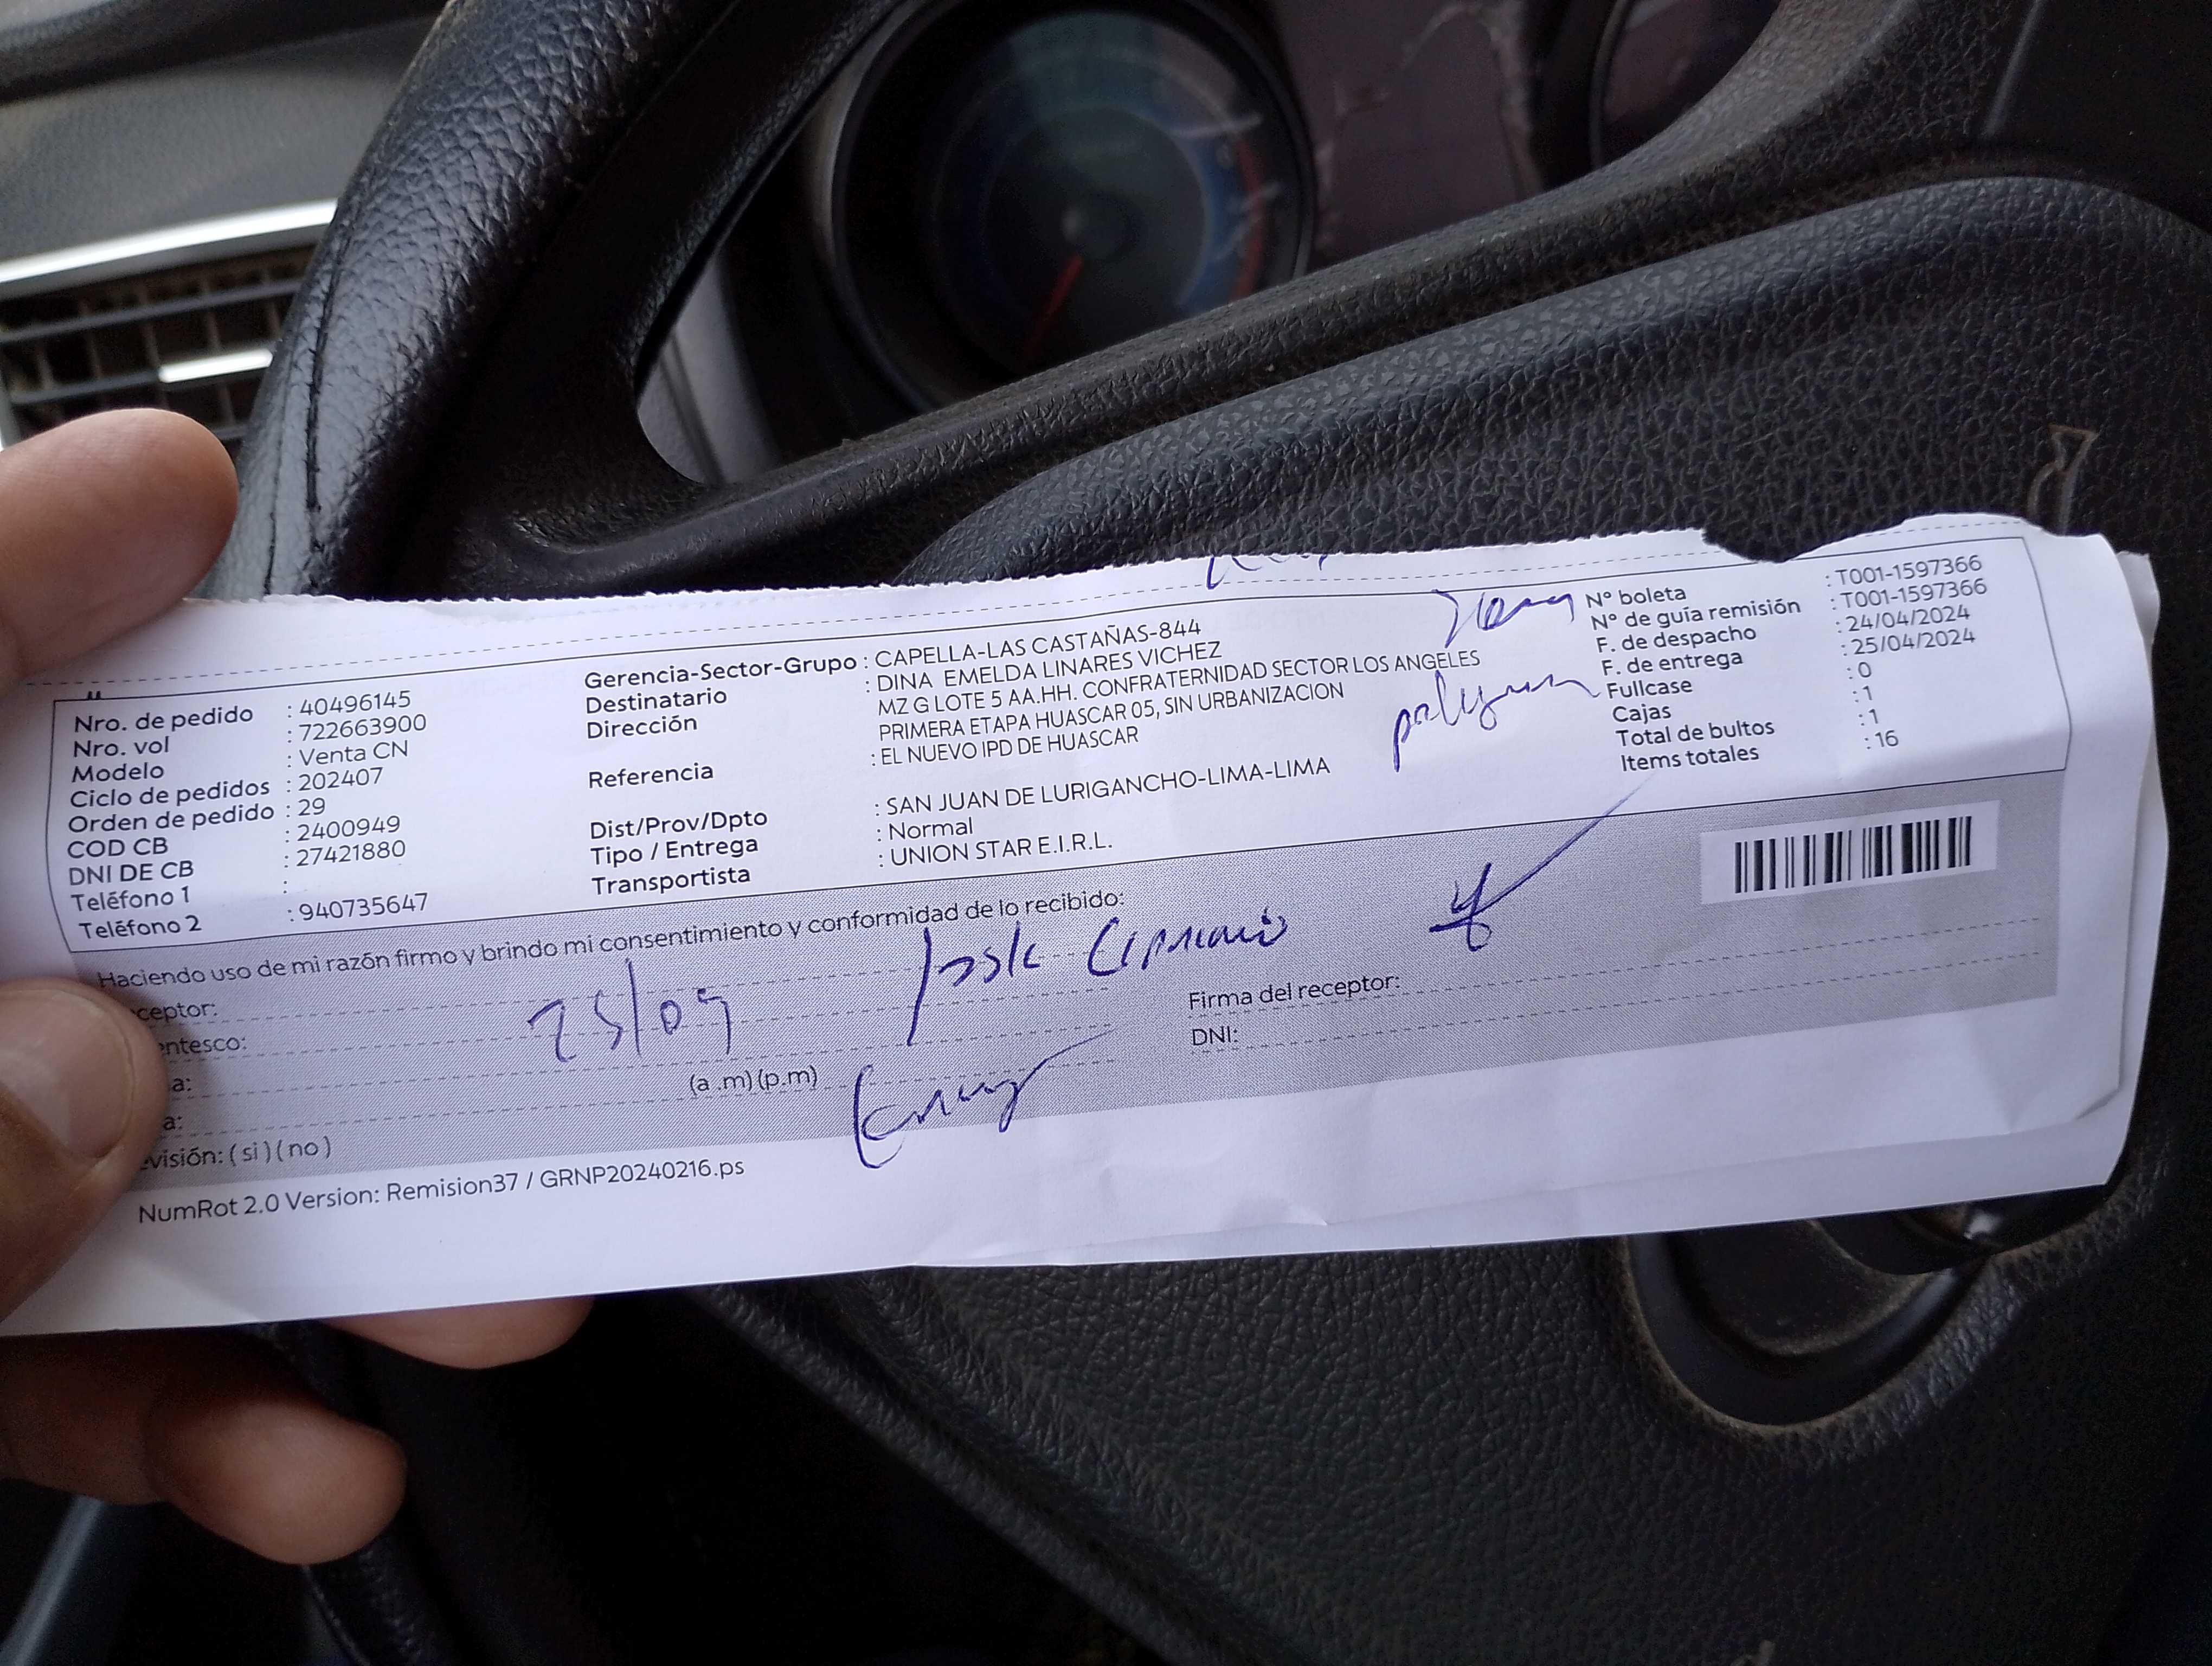 Nro. de pedido : 40496145
Nro. vol : 722663900
Modelo : Venta CN
Ciclo de pedidos : 202407
Orden de pedido : 29
COD CB : 2400949
DNI DE CB : 27421880
Teléfono 1 :
Teléfono 2 : 940735647
Gerencia-Sector-Grupo : CAPELLA-LAS CASTAÑAS-844
Destinatario : DINA EMELDA LINARES VICHEZ
Dirección MZ G LOTE 5 AA.HH. CONFRATERNIDAD SECTOR LOS ANGELES
PRIMERA ETAPA HUASCAR 05, SIN URBANIZACION
Referencia : EL NUEVO IPD DE HUASCAR
Dist/Prov/Dpto : SAN JUAN DE LURIGANCHO-LIMA-LIMA
Tipo / Entrega : Normal
Transportista : UNION STAR E.I.R.L.
N° boleta : T001-1597366
N° de guía remisión : T001-1597366
F. de despacho : 24/04/2024
F. de entrega : 25/04/2024
Fullcase : 0
Cajas : 1
Total de bultos : 1
Items totales : 16
Haciendo uso de mi razón firmo y brindo mi consentimiento y conformidad de lo recibido:
ceptor:
entesco:
a: (a.m) (p.m)
a:
visión: ( si ) ( no )
Firma del receptor:
DNI:
NumRot 2.0 Version: Remision37 / GRNP20240216.ps